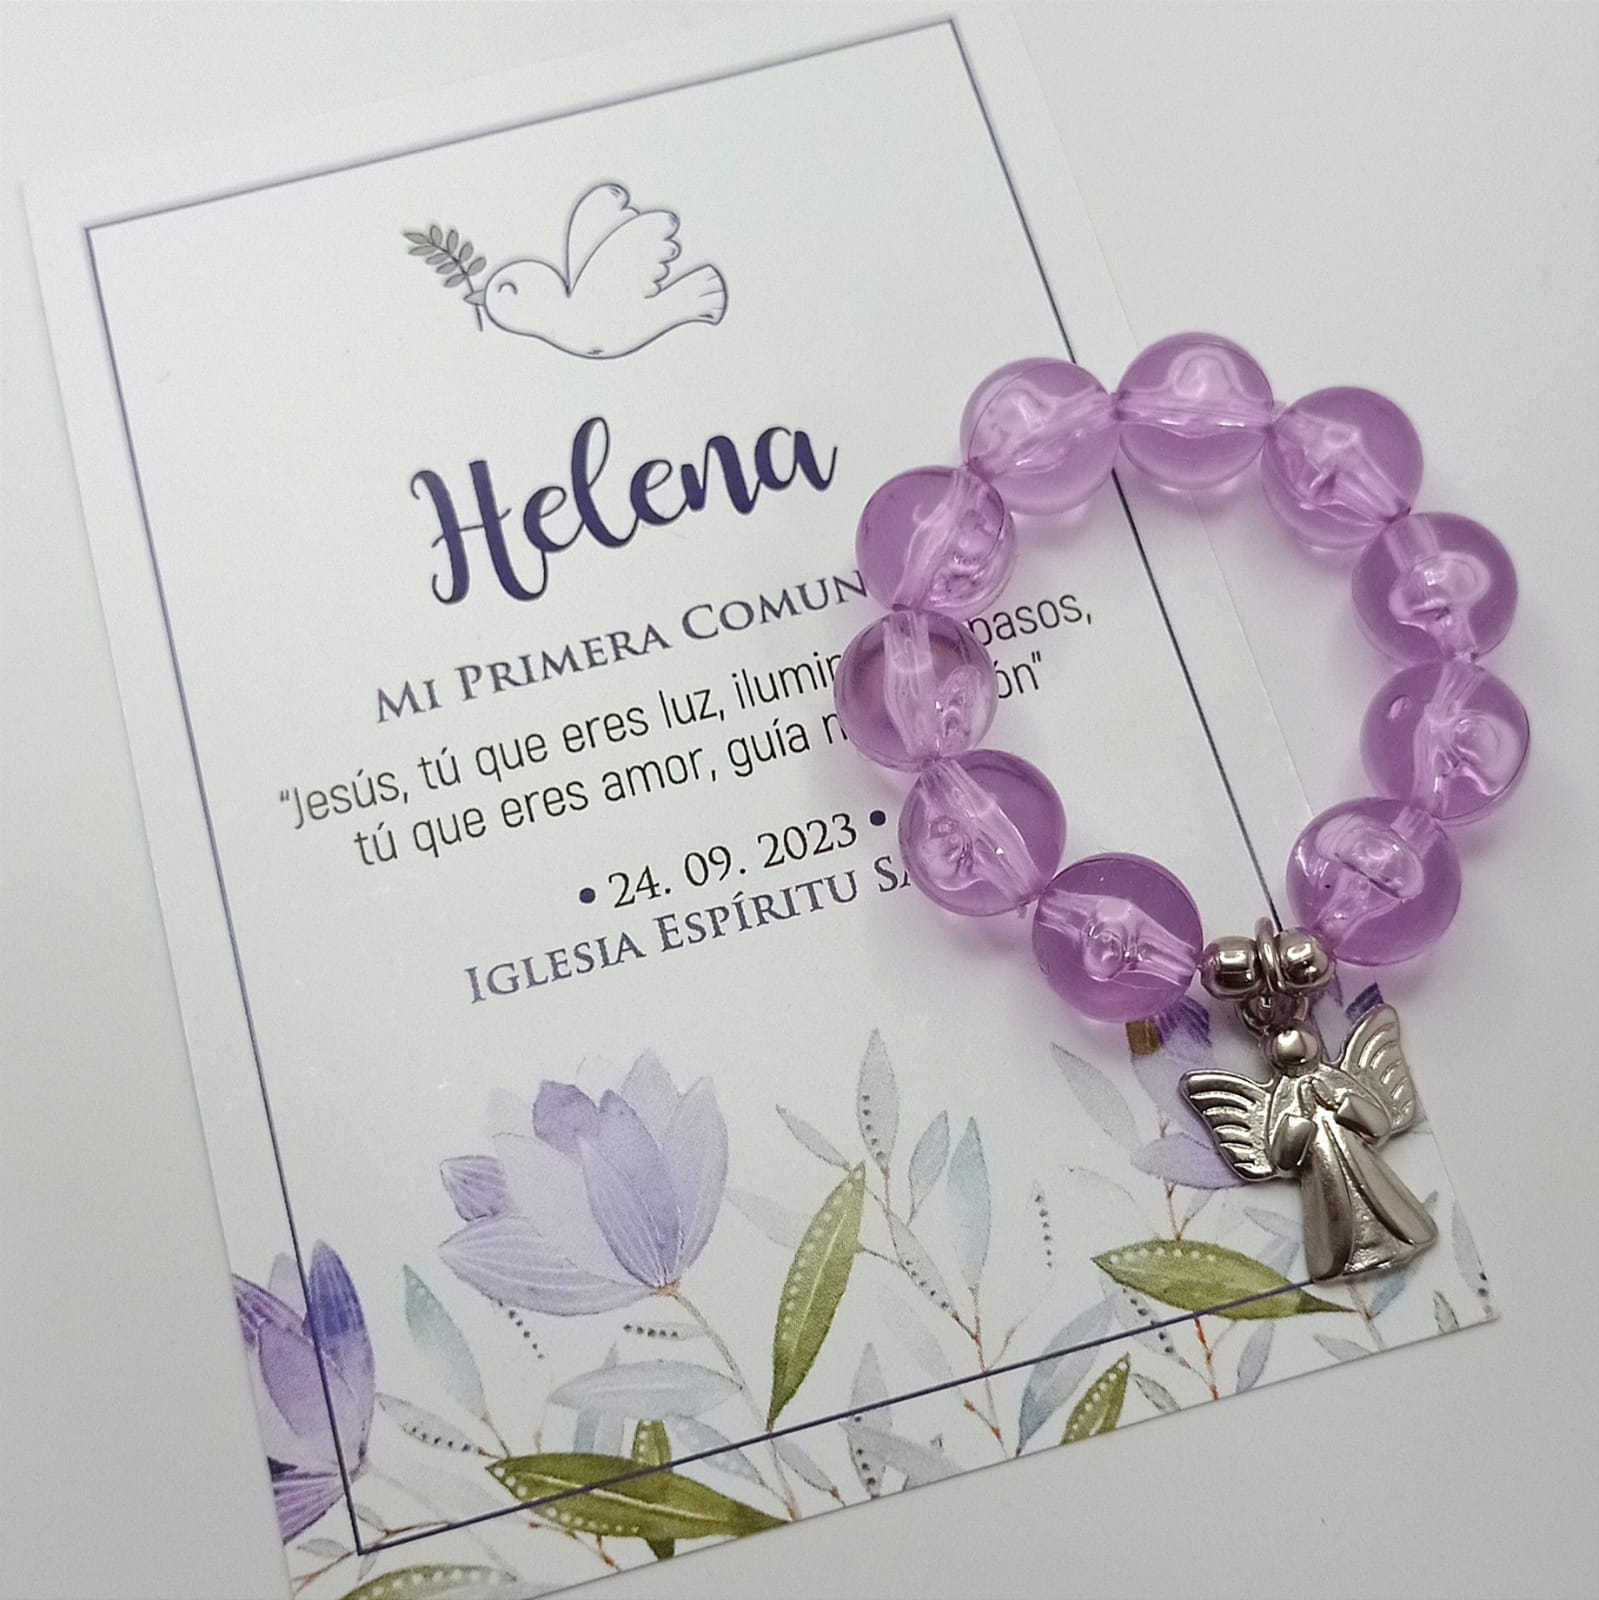 Helena
MI PRIMERA COMUN
"Jesús, tú que eres luz, ilumin pasos,
tú que eres amor, guía
• 24. 09. 2023 •
IGLESIA ESPÍRITU